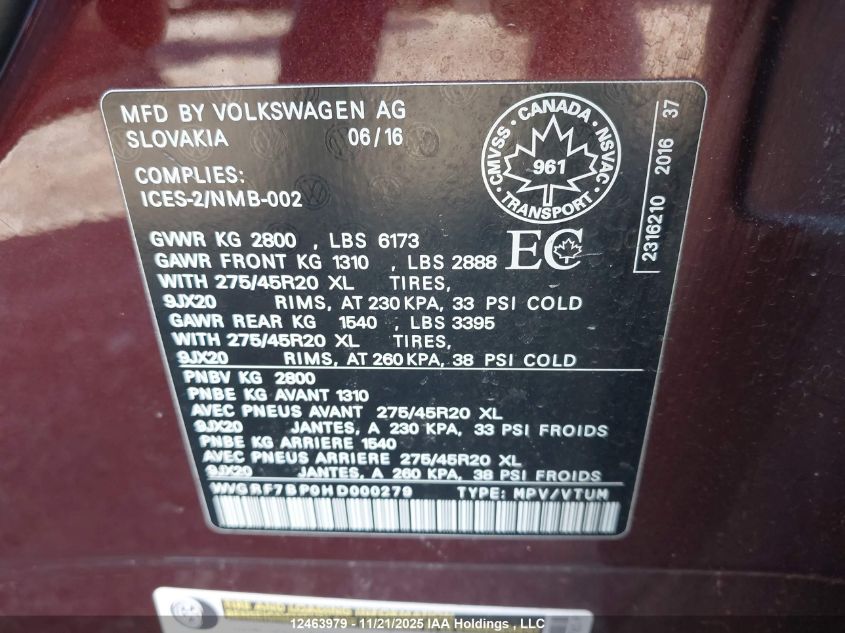 MFD BY VOLKSWAGEN AG
SLOVAKIA 06/16
COMPLIES:
ICES-2/NMB-002
CANADA
CMVSS · NSVAC
961
TRANSPORT
EC
2316210 2016 37
GVWR KG 2800 , LBS 6173
GAWR FRONT KG 1310 , LBS 2888
WITH 275/45R20 XL TIRES,
9JX20 RIMS, AT 230 KPA, 33 PSI COLD
GAWR REAR KG 1540 , LBS 3395
WITH 275/45R20 XL TIRES,
9JX20 RIMS, AT 260 KPA, 38 PSI COLD
PNBV KG 2800
PNBE KG AVANT 1310
AVEC PNEUS AVANT 275/45R20 XL
9JX20 JANTES, A 230 KPA, 33 PSI FROIDS
PNBE KG ARRIERE 1540
AVEC PNEUS ARRIERE 275/45R20 XL
9JX20 JANTES, A 260 KPA, 38 PSI FROIDS
WVGRF7BP0HD000279 TYPE: MPV/VTUM
TIRE AND LOADING INFORMATION
12463979 - 11/21/2025 IAA Holdings , LLC